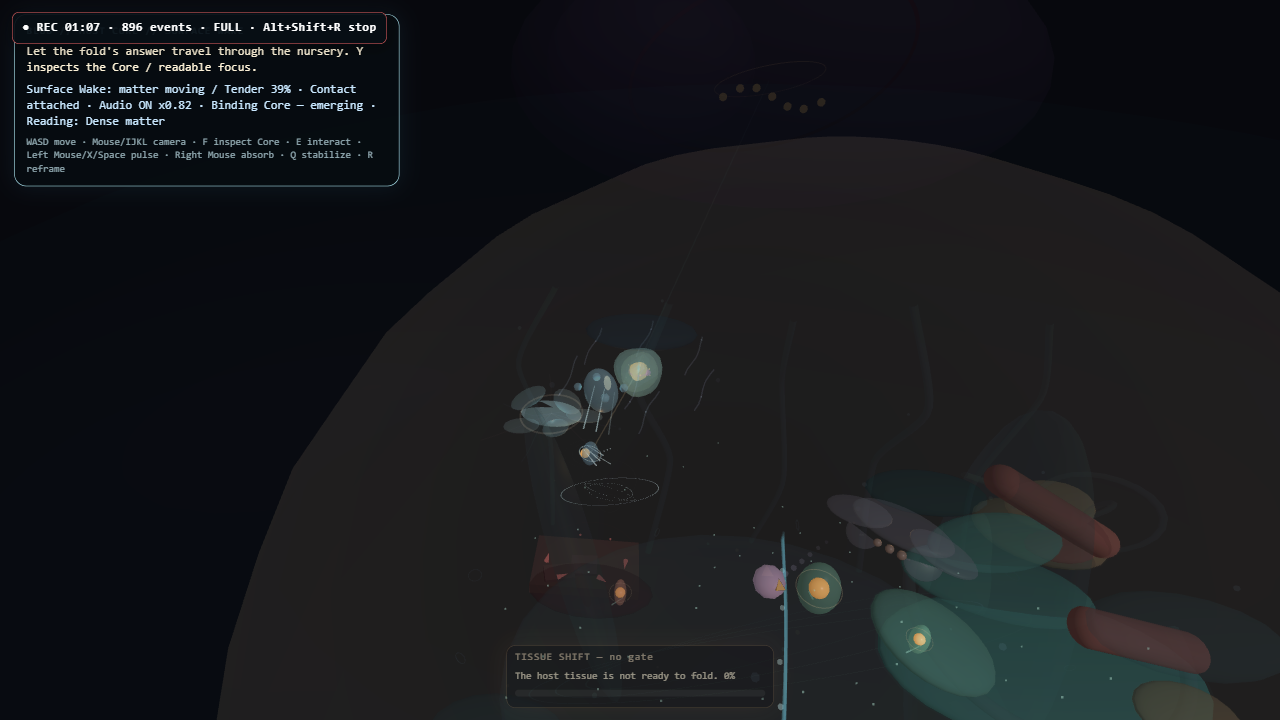 ● REC 01:07 · 896 events · FULL · Alt+Shift+R stop
Let the fold's answer travel through the nursery. Y
inspects the Core / readable focus.
Surface Wake: matter moving / Tender 39% · Contact
attached · Audio ON x0.82 · Binding Core — emerging ·
Reading: Dense matter
WASD move · Mouse/IJKL camera · F inspect Core · E interact ·
Left Mouse/X/Space pulse · Right Mouse absorb · Q stabilize · R
reframe
TISSUE SHIFT — no gate
The host tissue is not ready to fold. 0%